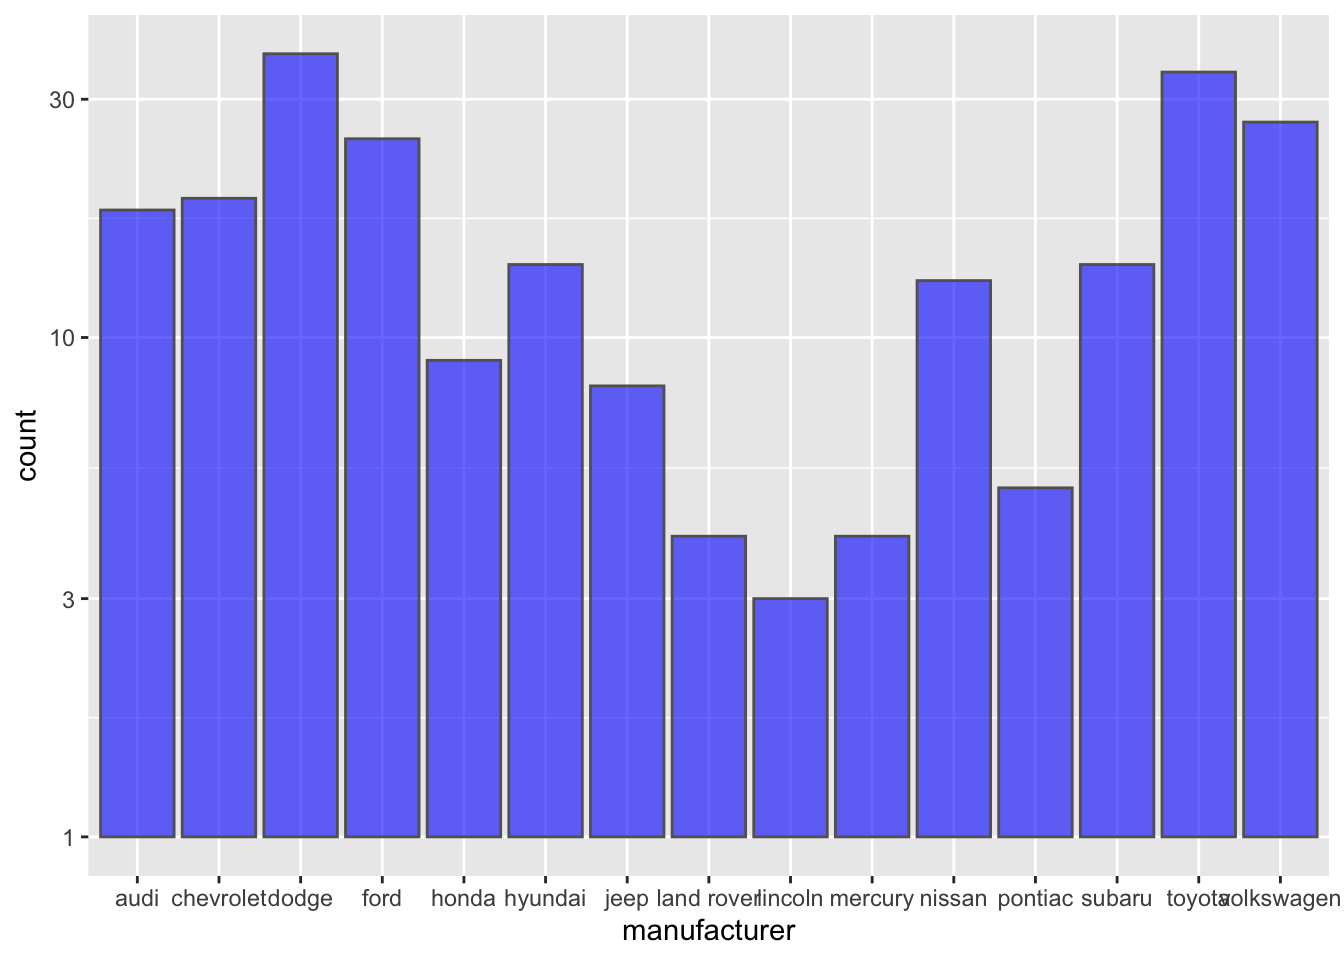 30
10
3
1
count
audi chevrolet dodge ford honda hyundai jeep land rover lincoln mercury nissan pontiac subaru toyota volkswagen
manufacturer